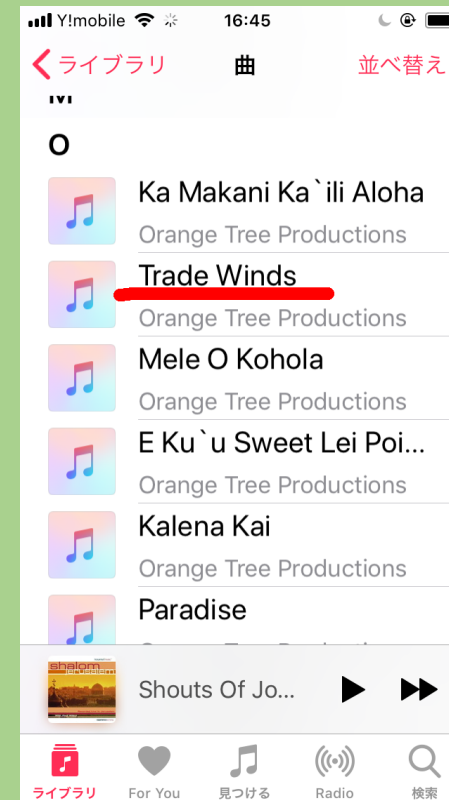 Y!mobile 16:45
ライブラリ 曲 並べ替え
M
O
Ka Makani Ka`ili Aloha
Orange Tree Productions
Trade Winds
Orange Tree Productions
Mele O Kohola
Orange Tree Productions
E Ku`u Sweet Lei Poi...
Orange Tree Productions
Kalena Kai
Orange Tree Productions
Paradise
shalom
jerusalem
Shouts Of Jo...
ライブラリ For You 見つける Radio 検索